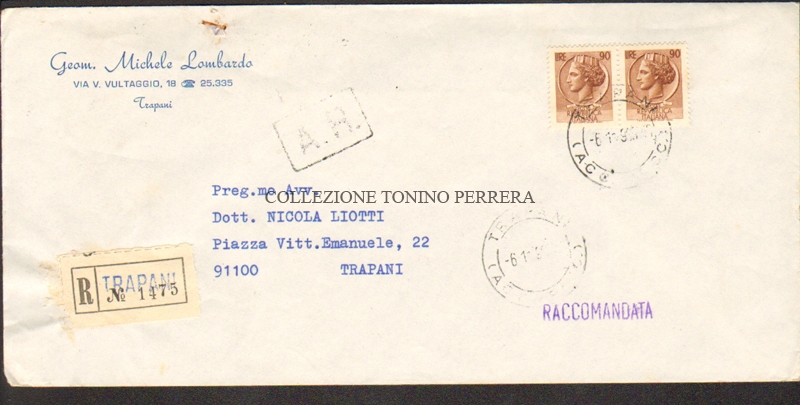 Geom. Michele Lombardo
VIA V. VULTAGGIO, 18 ☎ 25.335
Trapani
LIRE 90
LIRE 90
A.R.
Preg.mo Avv.
COLLEZIONE TONINO PERRERA
Dott. NICOLA LIOTTI
Piazza Vitt.Emanuele, 22
91100 TRAPANI
R TRAPANI
№ 1475
RACCOMANDATA